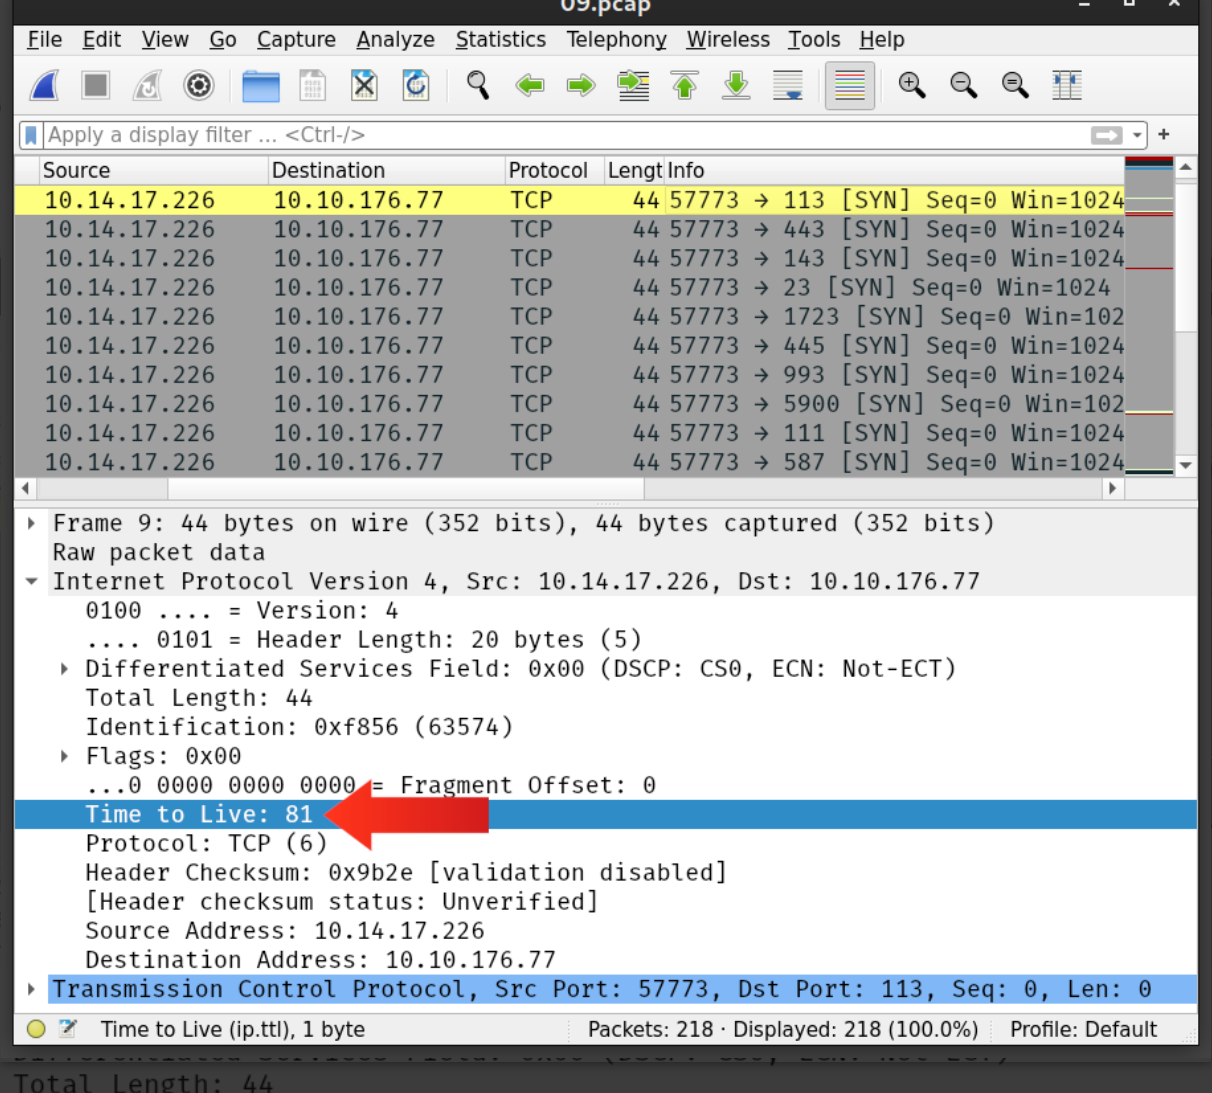 09.pcap
File Edit View Go Capture Analyze Statistics Telephony Wireless Tools Help
Apply a display filter ... <Ctrl-/>
Source Destination Protocol Lengt Info
10.14.17.226 10.10.176.77 TCP 44 57773 → 113 [SYN] Seq=0 Win=1024
10.14.17.226 10.10.176.77 TCP 44 57773 → 443 [SYN] Seq=0 Win=1024
10.14.17.226 10.10.176.77 TCP 44 57773 → 143 [SYN] Seq=0 Win=1024
10.14.17.226 10.10.176.77 TCP 44 57773 → 23 [SYN] Seq=0 Win=1024
10.14.17.226 10.10.176.77 TCP 44 57773 → 1723 [SYN] Seq=0 Win=102
10.14.17.226 10.10.176.77 TCP 44 57773 → 445 [SYN] Seq=0 Win=1024
10.14.17.226 10.10.176.77 TCP 44 57773 → 993 [SYN] Seq=0 Win=1024
10.14.17.226 10.10.176.77 TCP 44 57773 → 5900 [SYN] Seq=0 Win=102
10.14.17.226 10.10.176.77 TCP 44 57773 → 111 [SYN] Seq=0 Win=1024
10.14.17.226 10.10.176.77 TCP 44 57773 → 587 [SYN] Seq=0 Win=1024
Frame 9: 44 bytes on wire (352 bits), 44 bytes captured (352 bits)
Raw packet data
Internet Protocol Version 4, Src: 10.14.17.226, Dst: 10.10.176.77
0100 .... = Version: 4
.... 0101 = Header Length: 20 bytes (5)
Differentiated Services Field: 0x00 (DSCP: CS0, ECN: Not-ECT)
Total Length: 44
Identification: 0xf856 (63574)
Flags: 0x00
...0 0000 0000 0000 = Fragment Offset: 0
Time to Live: 81
Protocol: TCP (6)
Header Checksum: 0x9b2e [validation disabled]
[Header checksum status: Unverified]
Source Address: 10.14.17.226
Destination Address: 10.10.176.77
Transmission Control Protocol, Src Port: 57773, Dst Port: 113, Seq: 0, Len: 0
Time to Live (ip.ttl), 1 byte Packets: 218 · Displayed: 218 (100.0%) Profile: Default
Total Length: 44